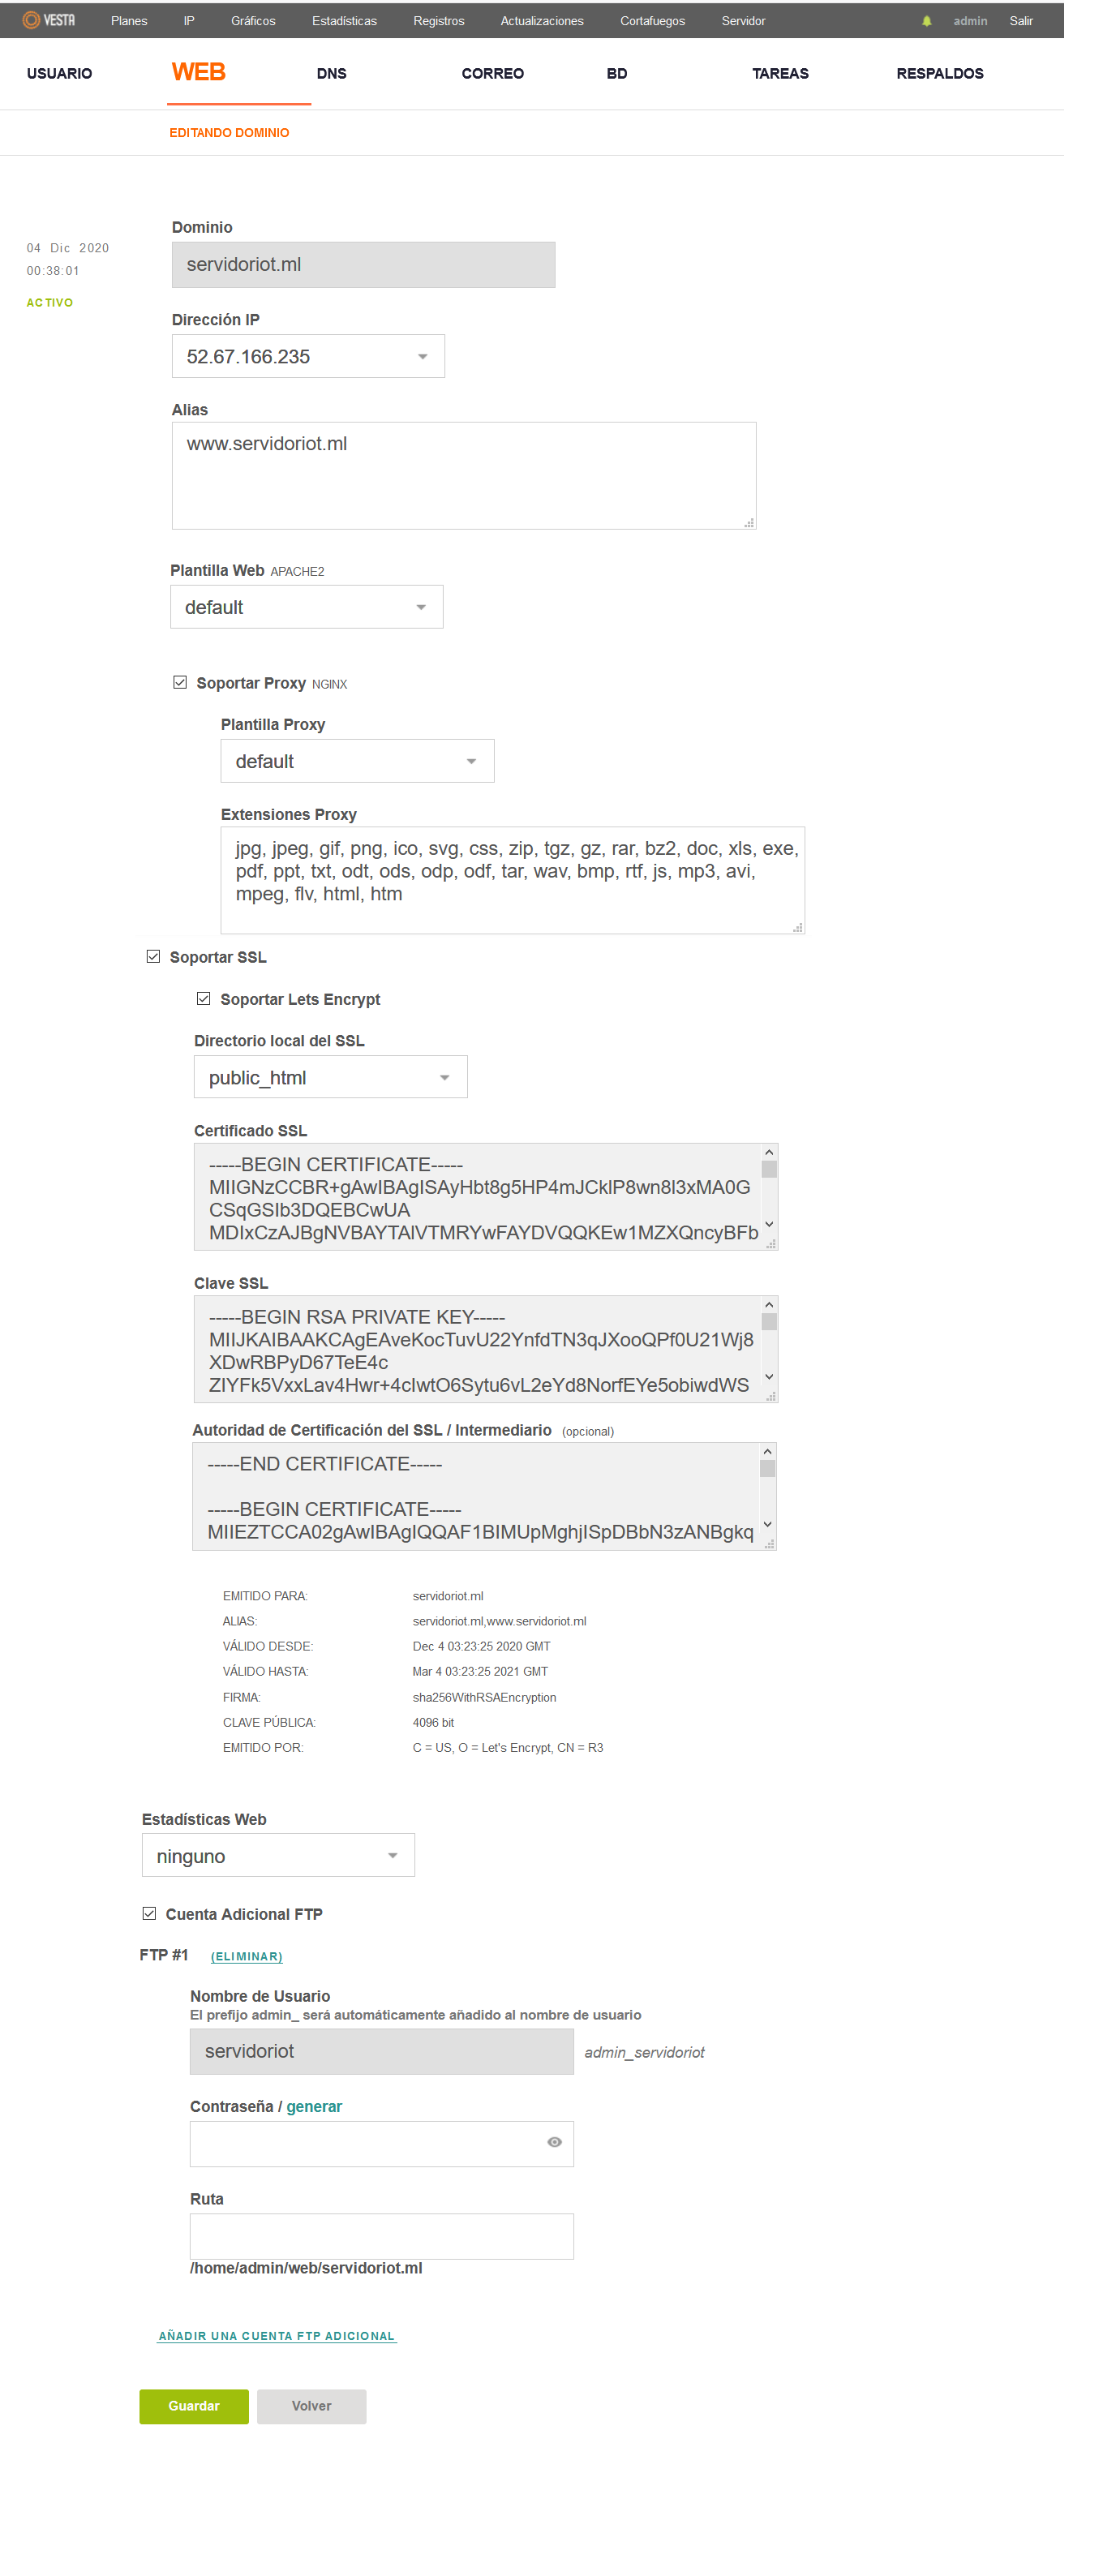 VESTA Planes IP Gráficos Estadísticas Registros Actualizaciones Cortafuegos Servidor admin Salir
USUARIO WEB DNS CORREO BD TAREAS RESPALDOS
EDITANDO DOMINIO
04 Dic 2020
00:38:01
ACTIVO
Dominio
servidoriot.ml
Dirección IP
52.67.166.235
Alias
www.servidoriot.ml
Plantilla Web APACHE2
default
Soportar Proxy NGINX
Plantilla Proxy
default
Extensiones Proxy
jpg, jpeg, gif, png, ico, svg, css, zip, tgz, gz, rar, bz2, doc, xls, exe,
pdf, ppt, txt, odt, ods, odp, odf, tar, wav, bmp, rtf, js, mp3, avi,
mpeg, flv, html, htm
Soportar SSL
Soportar Lets Encrypt
Directorio local del SSL
public_html
Certificado SSL
-----BEGIN CERTIFICATE-----
MIIGNzCCBR+gAwIBAgISAyHbt8g5HP4mJCklP8wn8l3xMA0G
CSqGSIb3DQEBCwUA
MDIxCzAJBgNVBAYTAlVTMRYwFAYDVQQKEw1MZXQncyBFb
Clave SSL
-----BEGIN RSA PRIVATE KEY-----
MIIJKAIBAAKCAgEAveKocTuvU22YnfdTN3qJXooQPf0U21Wj8
XDwRBPyD67TeE4c
ZIYFk5VxxLav4Hwr+4cIwtO6Sytu6vL2eYd8NorfEYe5obiwdWS
Autoridad de Certificación del SSL / Intermediario (opcional)
-----END CERTIFICATE-----
-----BEGIN CERTIFICATE-----
MIIEZTCCA02gAwIBAgIQQAF1BIMUpMghjISpDBbN3zANBgkq
EMITIDO PARA: servidoriot.ml
ALIAS: servidoriot.ml,www.servidoriot.ml
VÁLIDO DESDE: Dec 4 03:23:25 2020 GMT
VÁLIDO HASTA: Mar 4 03:23:25 2021 GMT
FIRMA: sha256WithRSAEncryption
CLAVE PÚBLICA: 4096 bit
EMITIDO POR: C = US, O = Let's Encrypt, CN = R3
Estadísticas Web
ninguno
Cuenta Adicional FTP
FTP #1 (ELIMINAR)
Nombre de Usuario
El prefijo admin_ será automáticamente añadido al nombre de usuario
servidoriot admin_servidoriot
Contraseña / generar
Ruta
/home/admin/web/servidoriot.ml
AÑADIR UNA CUENTA FTP ADICIONAL
Guardar Volver